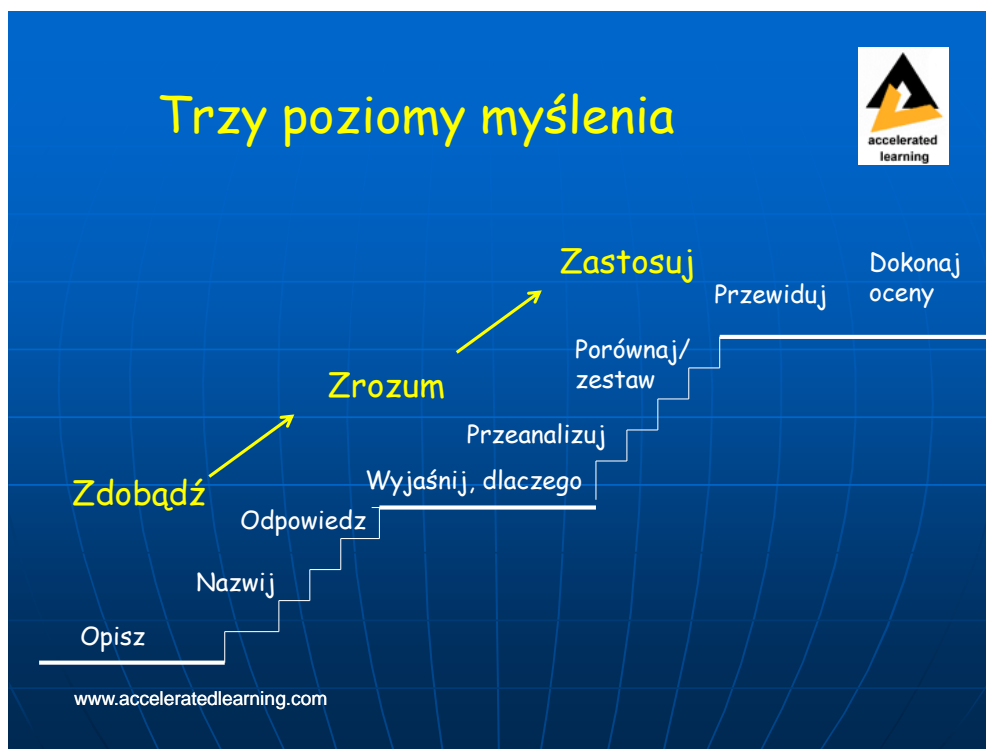 Trzy poziomy myślenia
accelerated
learning
Zastosuj
Dokonaj
oceny
Przewiduj
Porównaj/
zestaw
Zrozum
Przeanalizuj
Wyjaśnij, dlaczego
Zdobądź
Odpowiedz
Nazwij
Opisz
www.acceleratedlearning.com